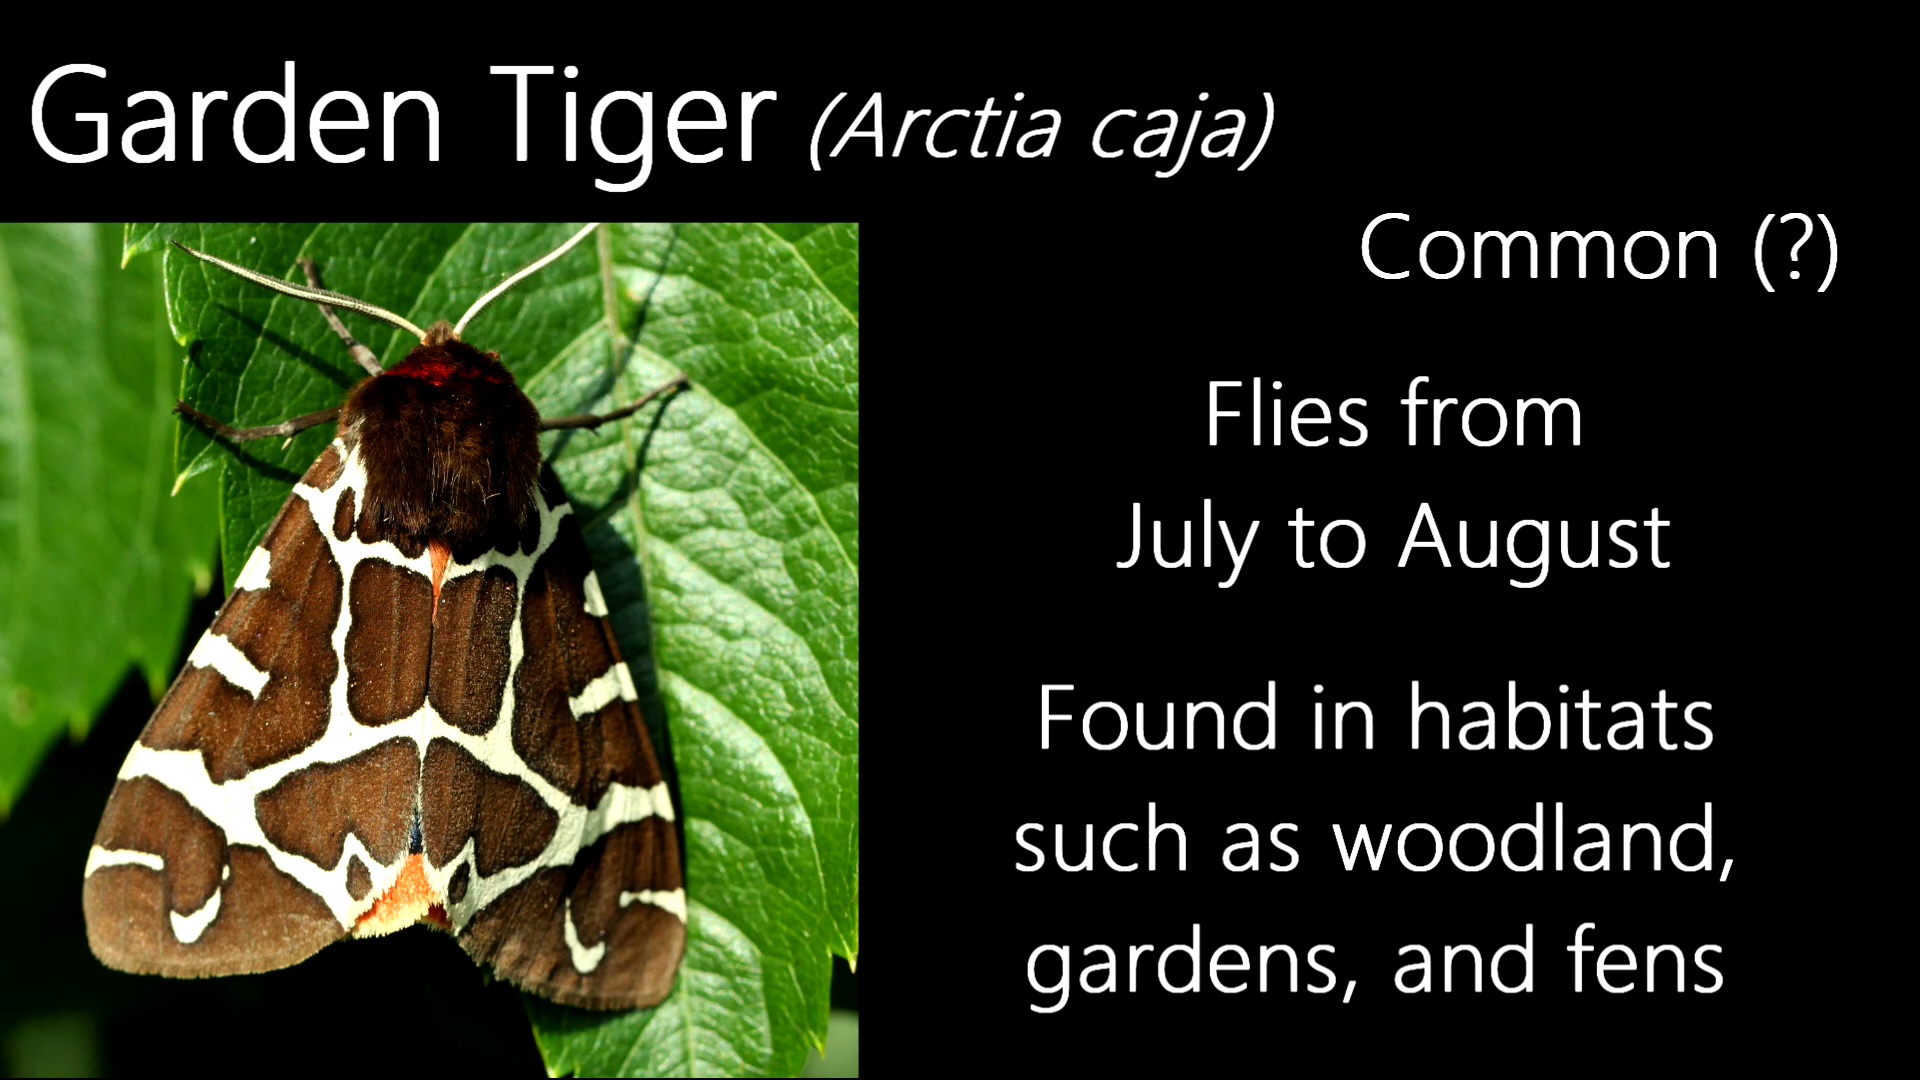 Garden Tiger (Arctia caja)
Common (?)
Flies from
July to August
Found in habitats
such as woodland,
gardens, and fens